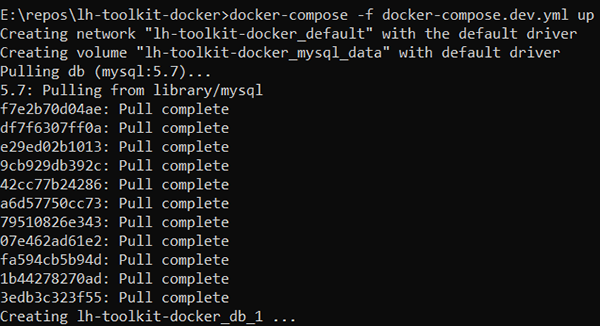 E:\repos\lh-toolkit-docker>docker-compose -f docker-compose.dev.yml up
Creating network "lh-toolkit-docker_default" with the default driver
Creating volume "lh-toolkit-docker_mysql_data" with default driver
Pulling db (mysql:5.7)...
5.7: Pulling from library/mysql
f7e2b70d04ae: Pull complete
df7f6307ff0a: Pull complete
e29ed02b1013: Pull complete
9cb929db392c: Pull complete
42cc77b24286: Pull complete
a6d57750cc73: Pull complete
79510826e343: Pull complete
07e462ad61e2: Pull complete
fa594cb5b94d: Pull complete
1b44278270ad: Pull complete
3edb3c323f55: Pull complete
Creating lh-toolkit-docker_db_1 ...